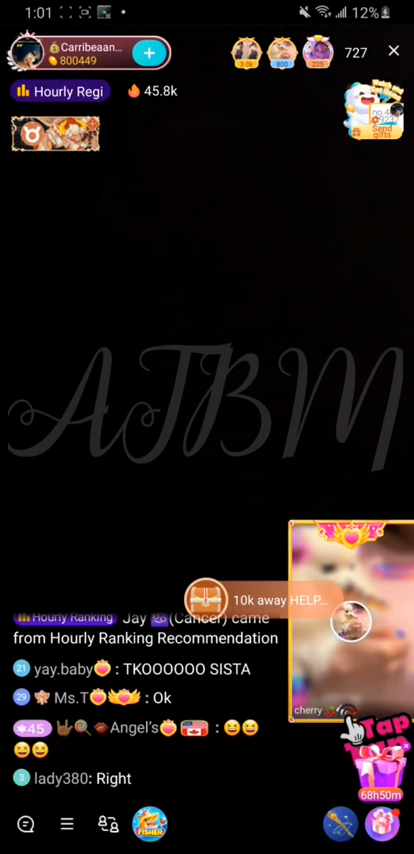 1:01
12%
Carribeaan...
800449
3.0k
800
225
727
Hourly Regi
45.8k
Send
gifts
AJBM
10k away HELP...
Hourly Ranking Jay (Cancer) came
from Hourly Ranking Recommendation
21 yay.baby : TKOOOOOO SISTA
29 Ms.T : Ok
45 Angel's :
3 lady380: Right
cherry
Tap
68h50m
FISHER